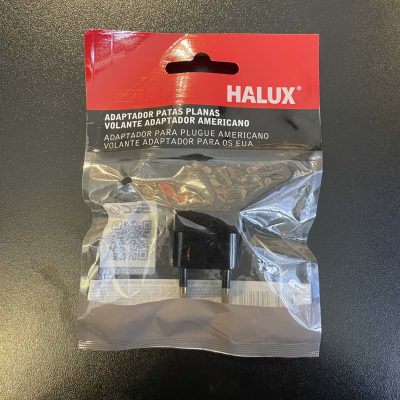 HALUX®
ADAPTADOR PATAS PLANAS
VOLANTE ADAPTADOR AMERICANO
ADAPTADOR PARA PLUGUE AMERICANO
VOLANTE ADAPTADOR PARA OS EUA